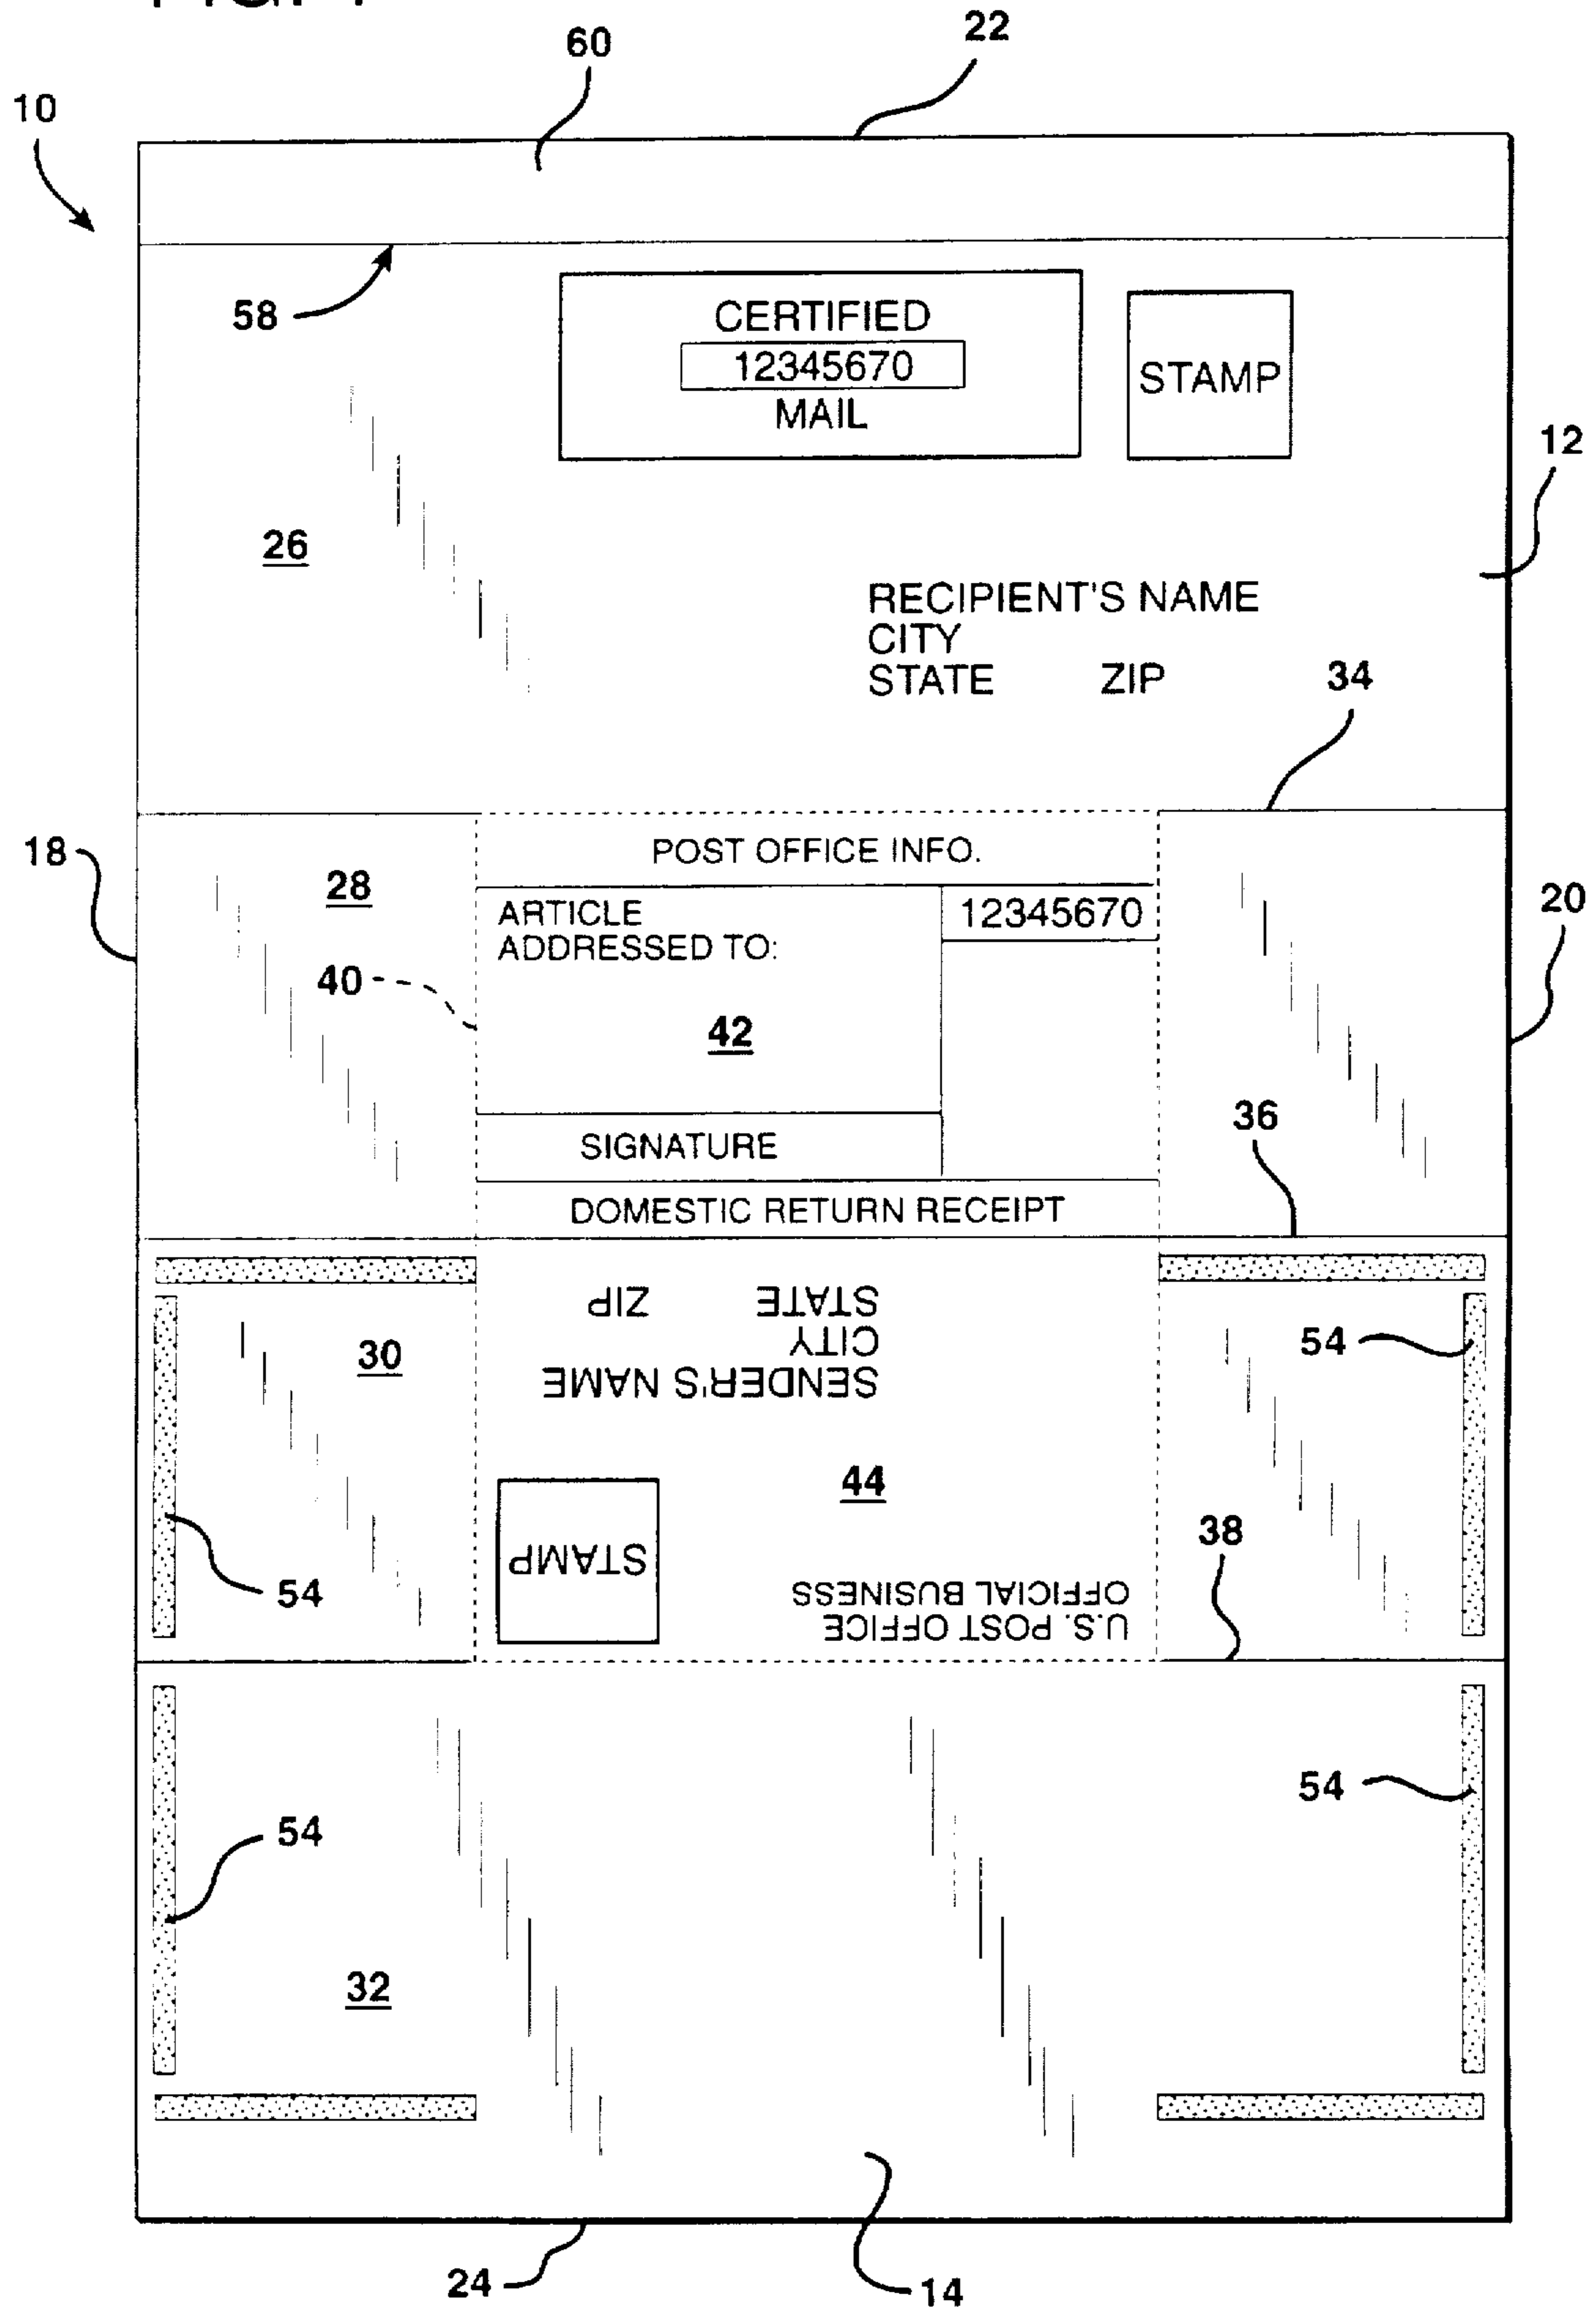 FIG. 1
60
22
10
58
CERTIFIED
12345670
MAIL
STAMP
12
26
RECIPIENT'S NAME
CITY
STATE ZIP
34
18
28
POST OFFICE INFO.
ARTICLE
ADDRESSED TO:
12345670
20
40
42
36
SIGNATURE
DOMESTIC RETURN RECEIPT
ZIP STATE
CITY
SENDER'S NAME
30
54
44
38
STAMP
54
OFFICIAL BUSINESS
U.S. POST OFFICE
54
54
32
24
14